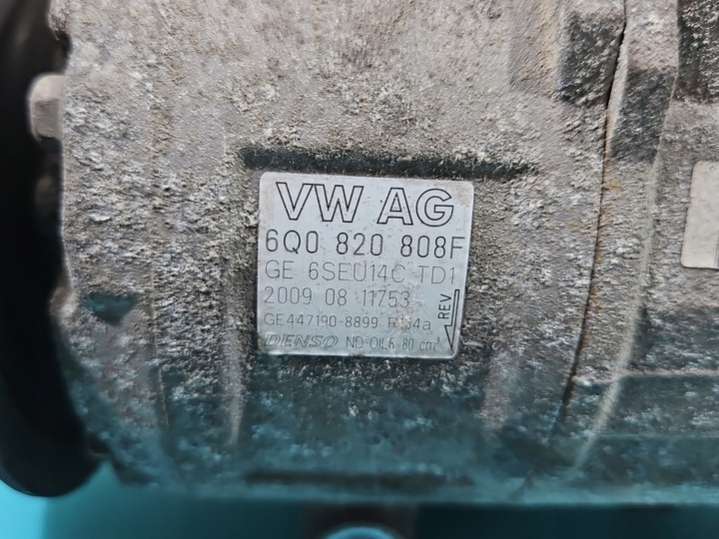 VW AG
6Q0 820 808F
GE 6SEU14C TD1
2009 08 11753
GE447190-8899 R134a
DENSO ND-OIL8 80 cm³
REV